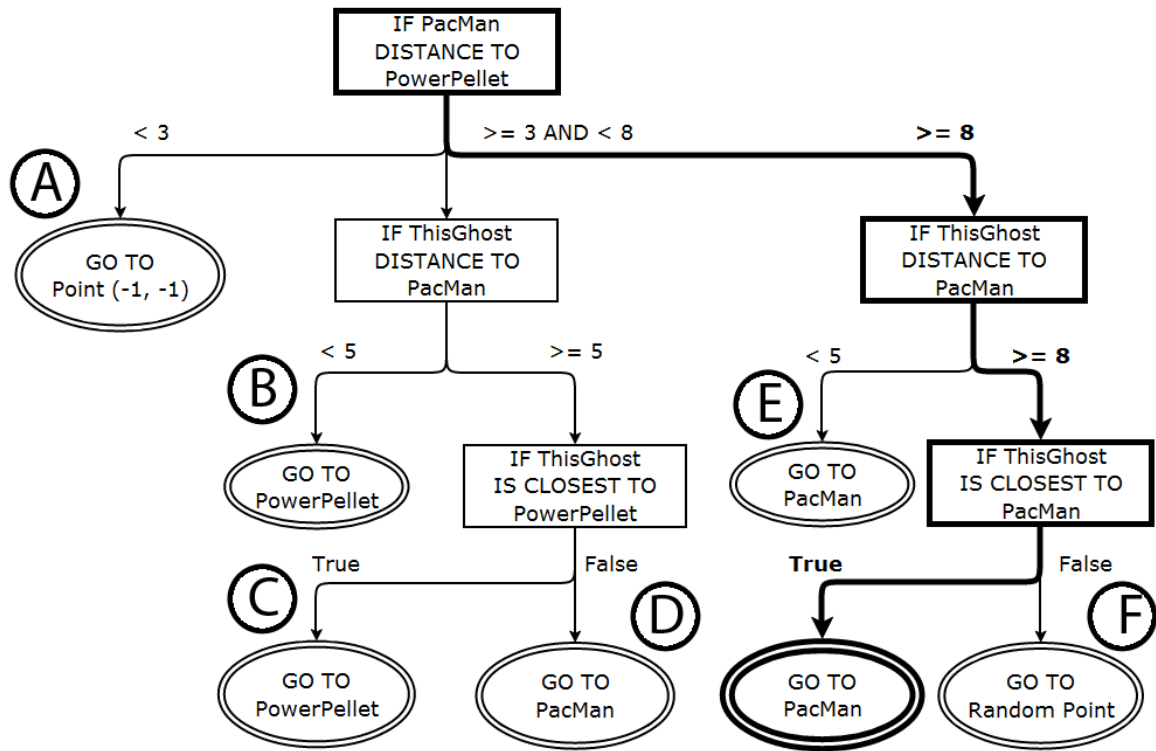 IF PacMan
DISTANCE TO
PowerPellet
< 3
>= 3 AND < 8
>= 8
A
GO TO
Point (-1, -1)
IF ThisGhost
DISTANCE TO
PacMan
IF ThisGhost
DISTANCE TO
PacMan
< 5
>= 5
< 5
>= 8
B
GO TO
PowerPellet
IF ThisGhost
IS CLOSEST TO
PowerPellet
E
GO TO
PacMan
IF ThisGhost
IS CLOSEST TO
PacMan
True
False
True
False
C
GO TO
PowerPellet
D
GO TO
PacMan
GO TO
PacMan
F
GO TO
Random Point